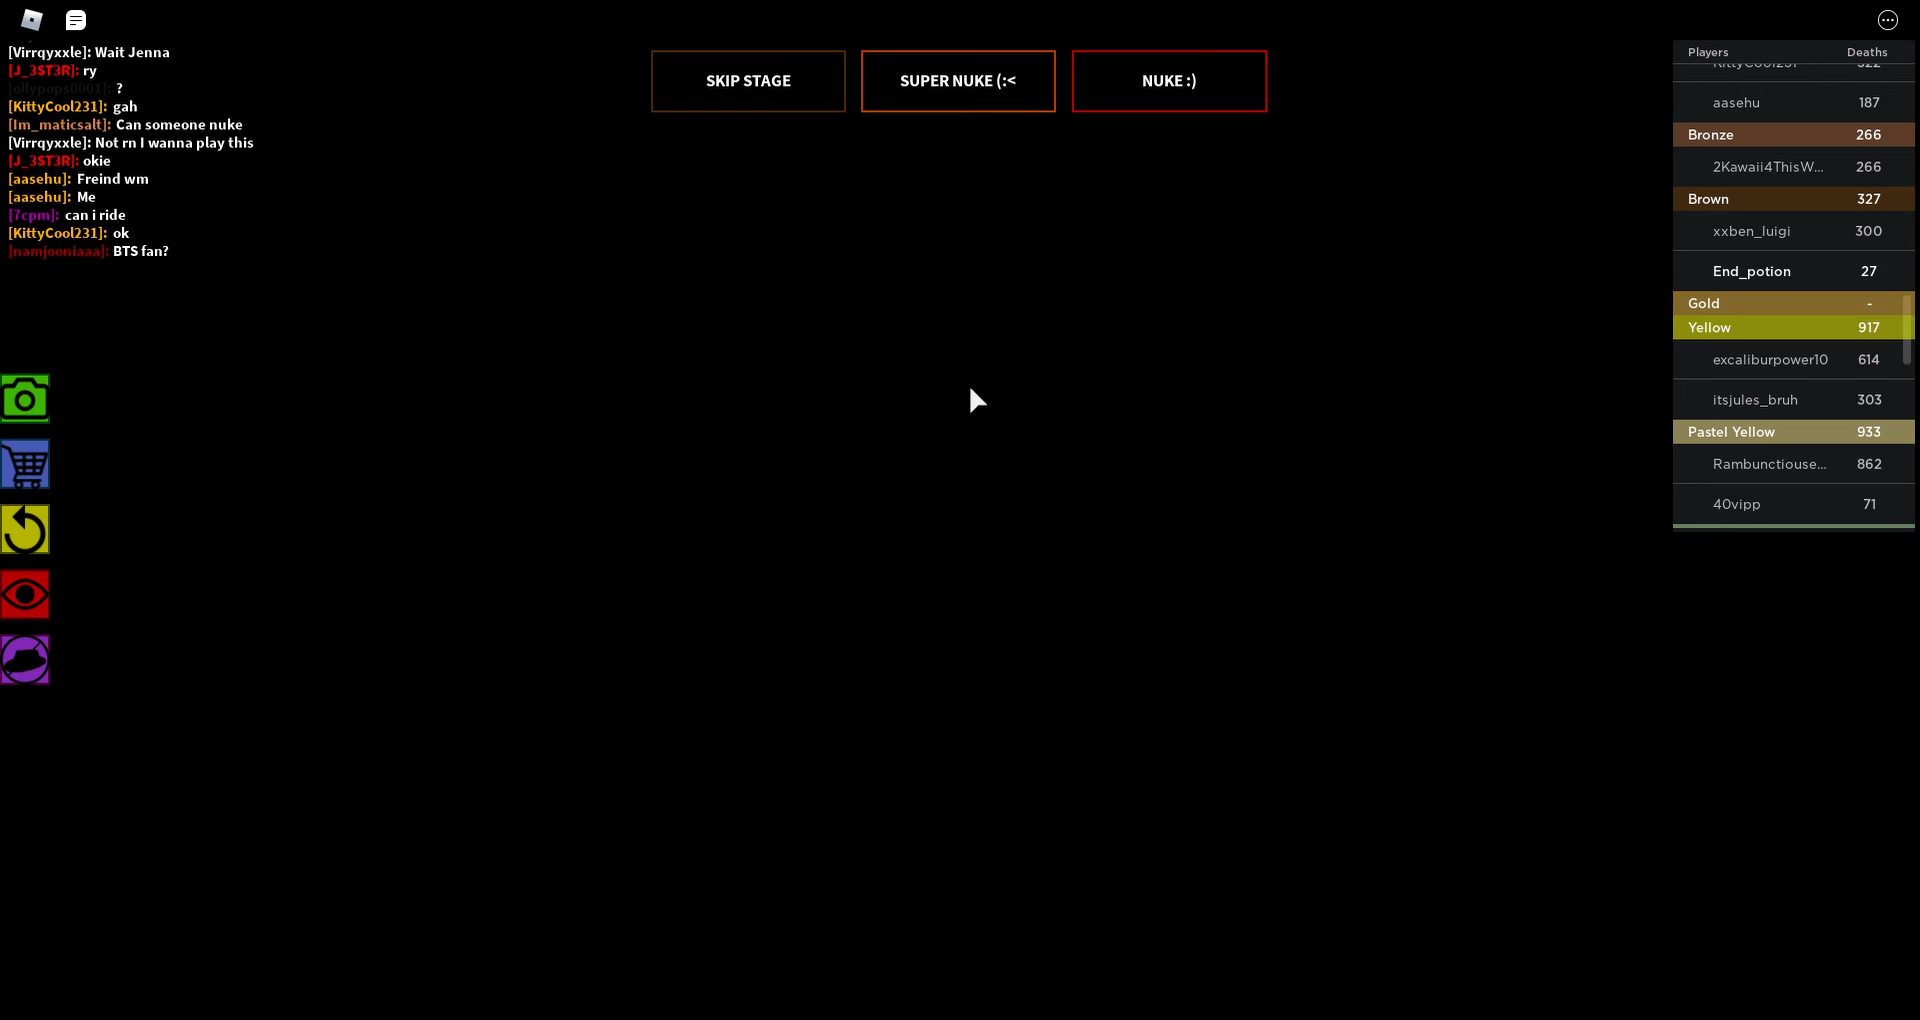 [Virrqyxxle]: Wait Jenna
[J_3ST3R]: ry
[ollypops0001]: ?
[KittyCool231]: gah
[Im_maticsalt]: Can someone nuke
[Virrqyxxle]: Not rn I wanna play this
[J_3ST3R]: okie
[aasehu]: Freind wm
[aasehu]: Me
[7cpm]: can i ride
[KittyCool231]: ok
[namjooniaaa]: BTS fan?
SKIP STAGE
SUPER NUKE (:<
NUKE :)
Players Deaths
KittyCool231 322
aasehu 187
Bronze 266
2Kawaii4ThisW... 266
Brown 327
xxben_luigi 300
End_potion 27
Gold -
Yellow 917
excaliburpower10 614
itsjules_bruh 303
Pastel Yellow 933
Rambunctiouse... 862
40vipp 71